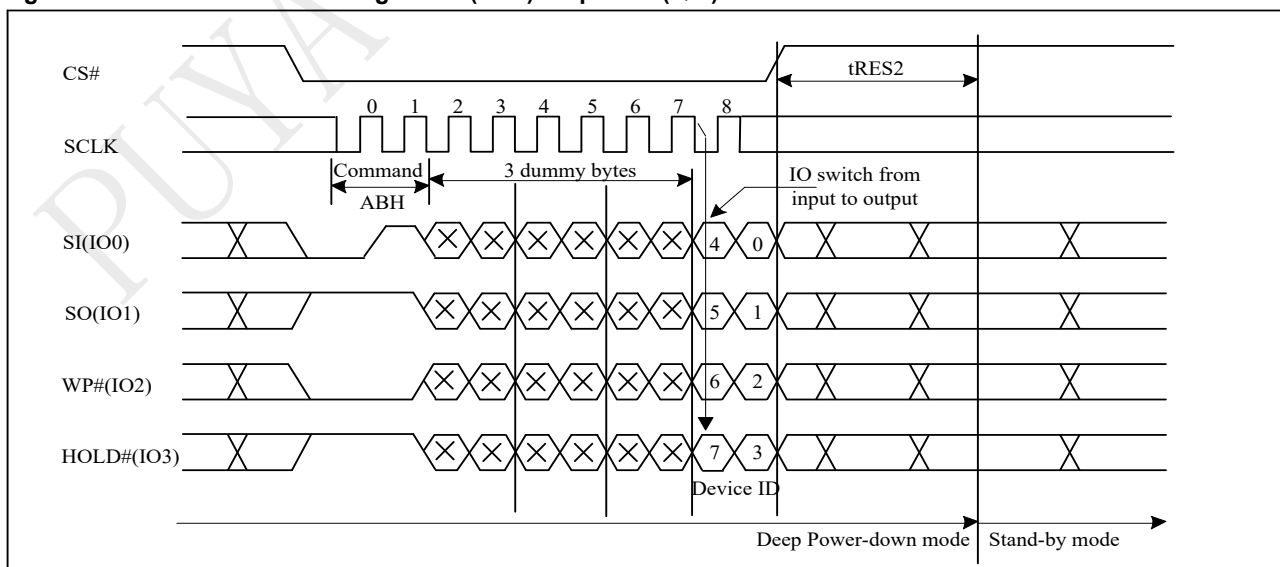 PUYA
CS#
tRES2
0 1 2 3 4 5 6 7 8
SCLK
Command
3 dummy bytes
IO switch from
input to output
ABH
SI(IO0)
4 0
SO(IO1)
5 1
WP#(IO2)
6 2
HOLD#(IO3)
7 3
Device ID
Deep Power-down mode
Stand-by mode